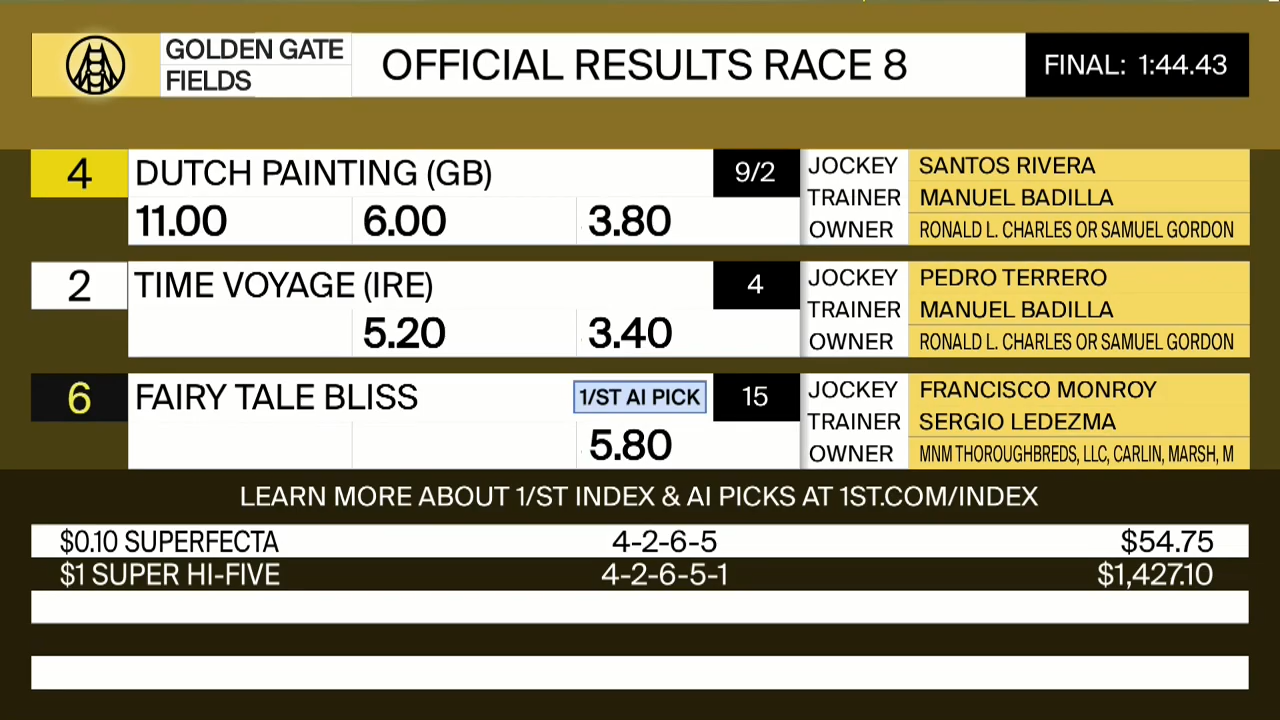 GOLDEN GATE
FIELDS
OFFICIAL RESULTS RACE 8
FINAL: 1:44.43
4 DUTCH PAINTING (GB) 9/2
11.00 6.00 3.80
JOCKEY SANTOS RIVERA
TRAINER MANUEL BADILLA
OWNER RONALD L. CHARLES OR SAMUEL GORDON
2 TIME VOYAGE (IRE) 4
5.20 3.40
JOCKEY PEDRO TERRERO
TRAINER MANUEL BADILLA
OWNER RONALD L. CHARLES OR SAMUEL GORDON
6 FAIRY TALE BLISS 1/ST AI PICK 15
5.80
JOCKEY FRANCISCO MONROY
TRAINER SERGIO LEDEZMA
OWNER MNM THOROUGHBREDS, LLC, CARLIN, MARSH, M
LEARN MORE ABOUT 1/ST INDEX & AI PICKS AT 1ST.COM/INDEX
$0.10 SUPERFECTA 4-2-6-5 $54.75
$1 SUPER HI-FIVE 4-2-6-5-1 $1,427.10